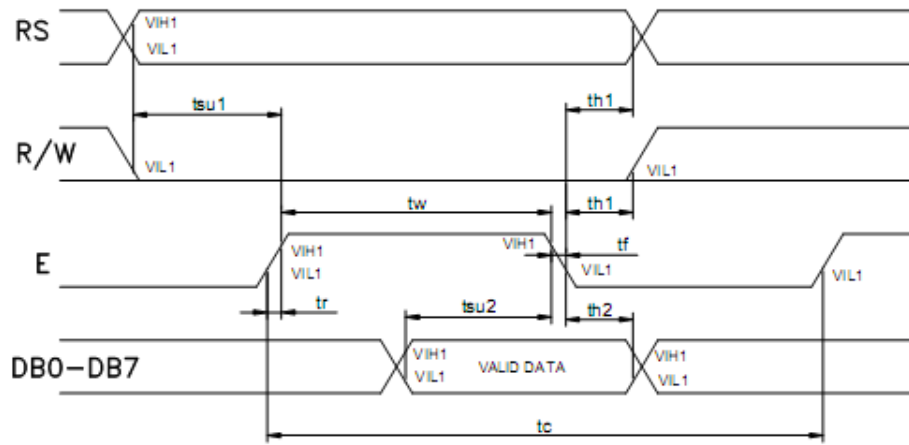 RS
VIH1
VIL1
tsu1
th1
R/W
VIL1
VIL1
tw
th1
E
VIH1
VIL1
VIH1
tf
VIL1
VIL1
tr
tsu2
th2
DB0-DB7
VIH1
VIL1
VALID DATA
VIH1
VIL1
tc